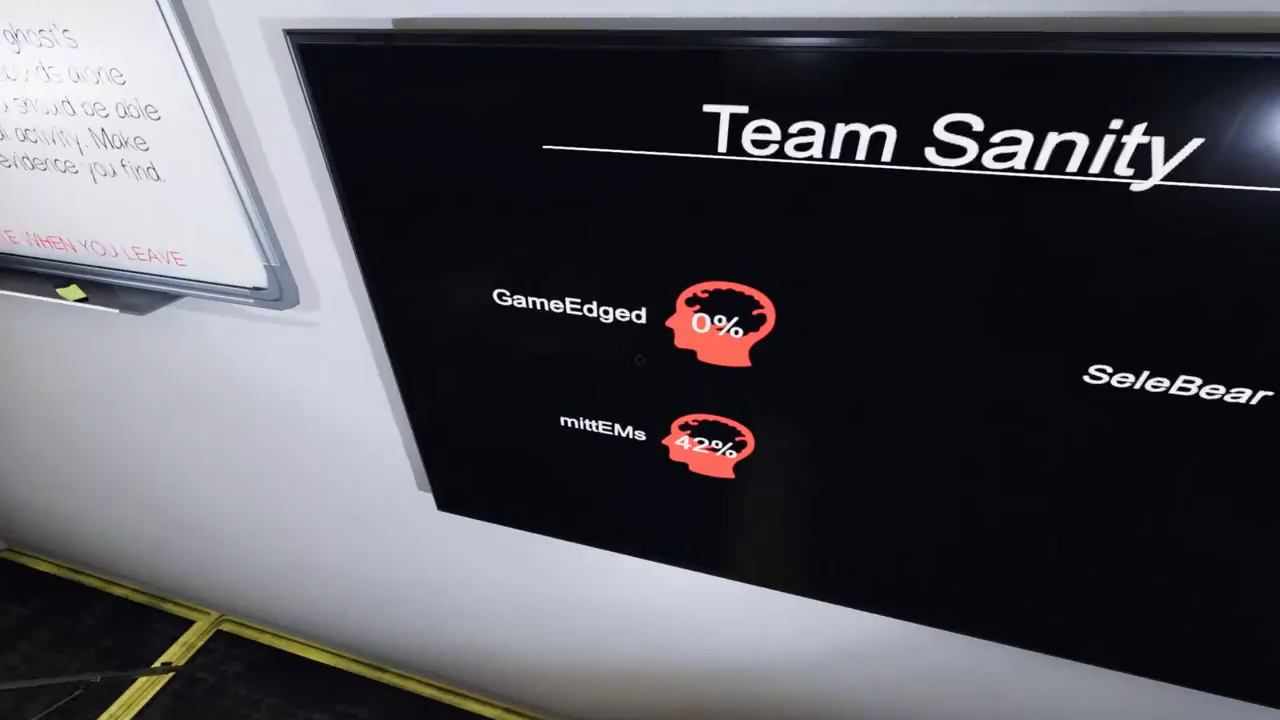 ghost's
alone
should be able
activity. Make
evidence you find.
WHEN YOU LEAVE
Team Sanity
GameEdged 0%
SeleBear
mittEMs 42%